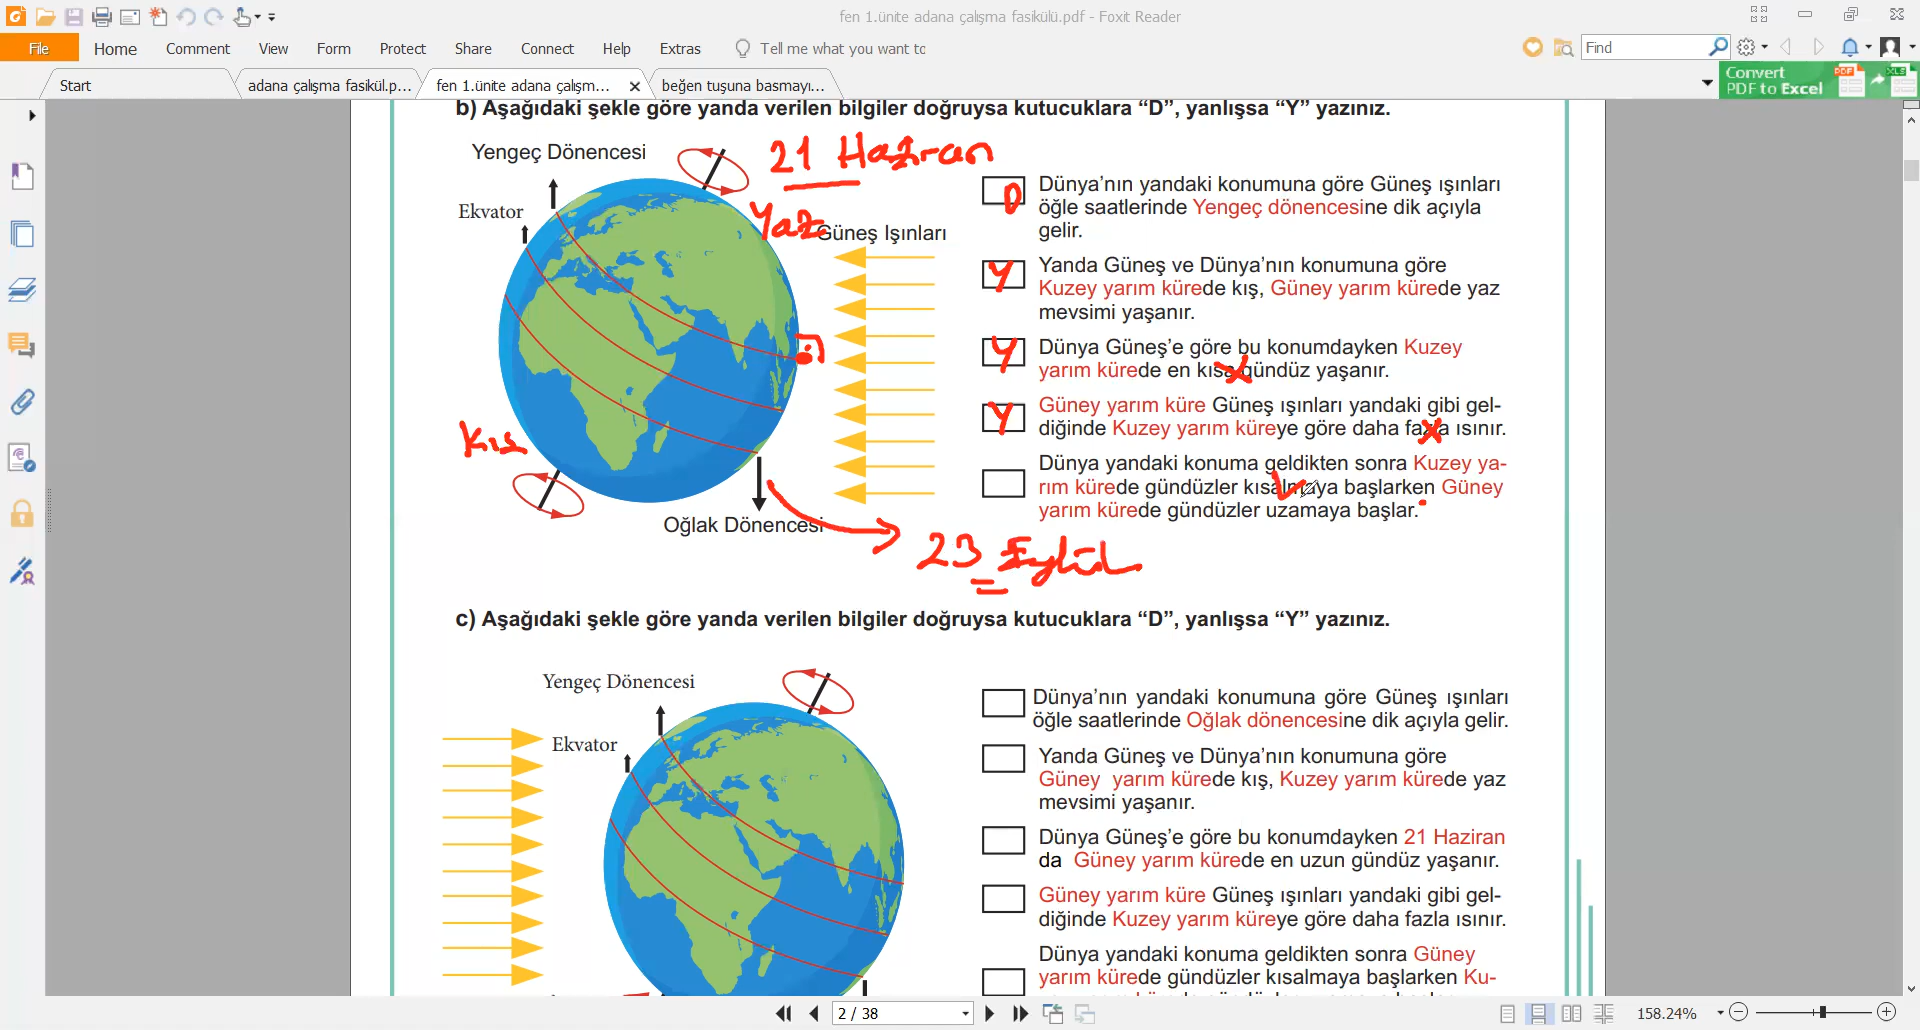 fen 1.ünite adana çalışma fasikülü.pdf - Foxit Reader
File Home Comment View Form Protect Share Connect Help Extras Tell me what you want to Find
Start adana çalışma fasikül.p... fen 1.ünite adana çalışm... beğen tuşuna basmayı...
Convert
PDF to Excel
PDF XLS
b) Aşağıdaki şekle göre yanda verilen bilgiler doğruysa kutucuklara “D”, yanlışsa “Y” yazınız.
Yengeç Dönencesi
21 Haziran
Ekvator
Yaz
Güneş Işınları
Kış
Oğlak Dönencesi
23 Eylül
D
Dünya’nın yandaki konumuna göre Güneş ışınları
öğle saatlerinde Yengeç dönencesine dik açıyla
gelir.
Y
Yanda Güneş ve Dünya’nın konumuna göre
Kuzey yarım kürede kış, Güney yarım kürede yaz
mevsimi yaşanır.
Y
Dünya Güneş’e göre bu konumdayken Kuzey
yarım kürede en kısa gündüz yaşanır.
Y
Güney yarım küre Güneş ışınları yandaki gibi gel-
diğinde Kuzey yarım küreye göre daha fazla ısınır.
Dünya yandaki konuma geldikten sonra Kuzey ya-
rım kürede gündüzler kısalmaya başlarken Güney
yarım kürede gündüzler uzamaya başlar.
c) Aşağıdaki şekle göre yanda verilen bilgiler doğruysa kutucuklara “D”, yanlışsa “Y” yazınız.
Yengeç Dönencesi
Ekvator
Dünya’nın yandaki konumuna göre Güneş ışınları
öğle saatlerinde Oğlak dönencesine dik açıyla gelir.
Yanda Güneş ve Dünya’nın konumuna göre
Güney yarım kürede kış, Kuzey yarım kürede yaz
mevsimi yaşanır.
Dünya Güneş’e göre bu konumdayken 21 Haziran
da Güney yarım kürede en uzun gündüz yaşanır.
Güney yarım küre Güneş ışınları yandaki gibi gel-
diğinde Kuzey yarım küreye göre daha fazla ısınır.
Dünya yandaki konuma geldikten sonra Güney
yarım kürede gündüzler kısalmaya başlarken Ku-
2 / 38
158.24%